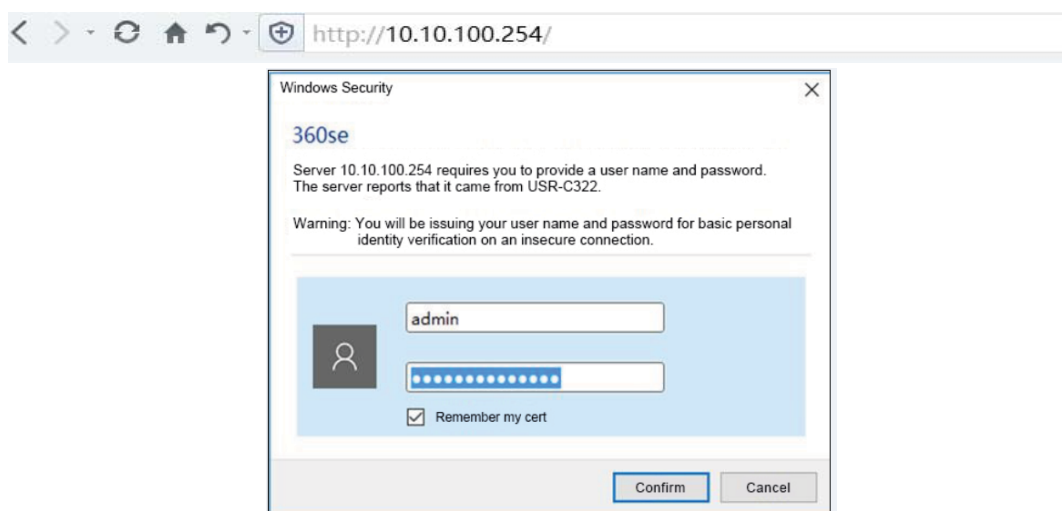 http://10.10.100.254/
Windows Security
360se
Server 10.10.100.254 requires you to provide a user name and password.
The server reports that it came from USR-C322.
Warning: You will be issuing your user name and password for basic personal
identity verification on an insecure connection.
admin
Remember my cert
Confirm
Cancel